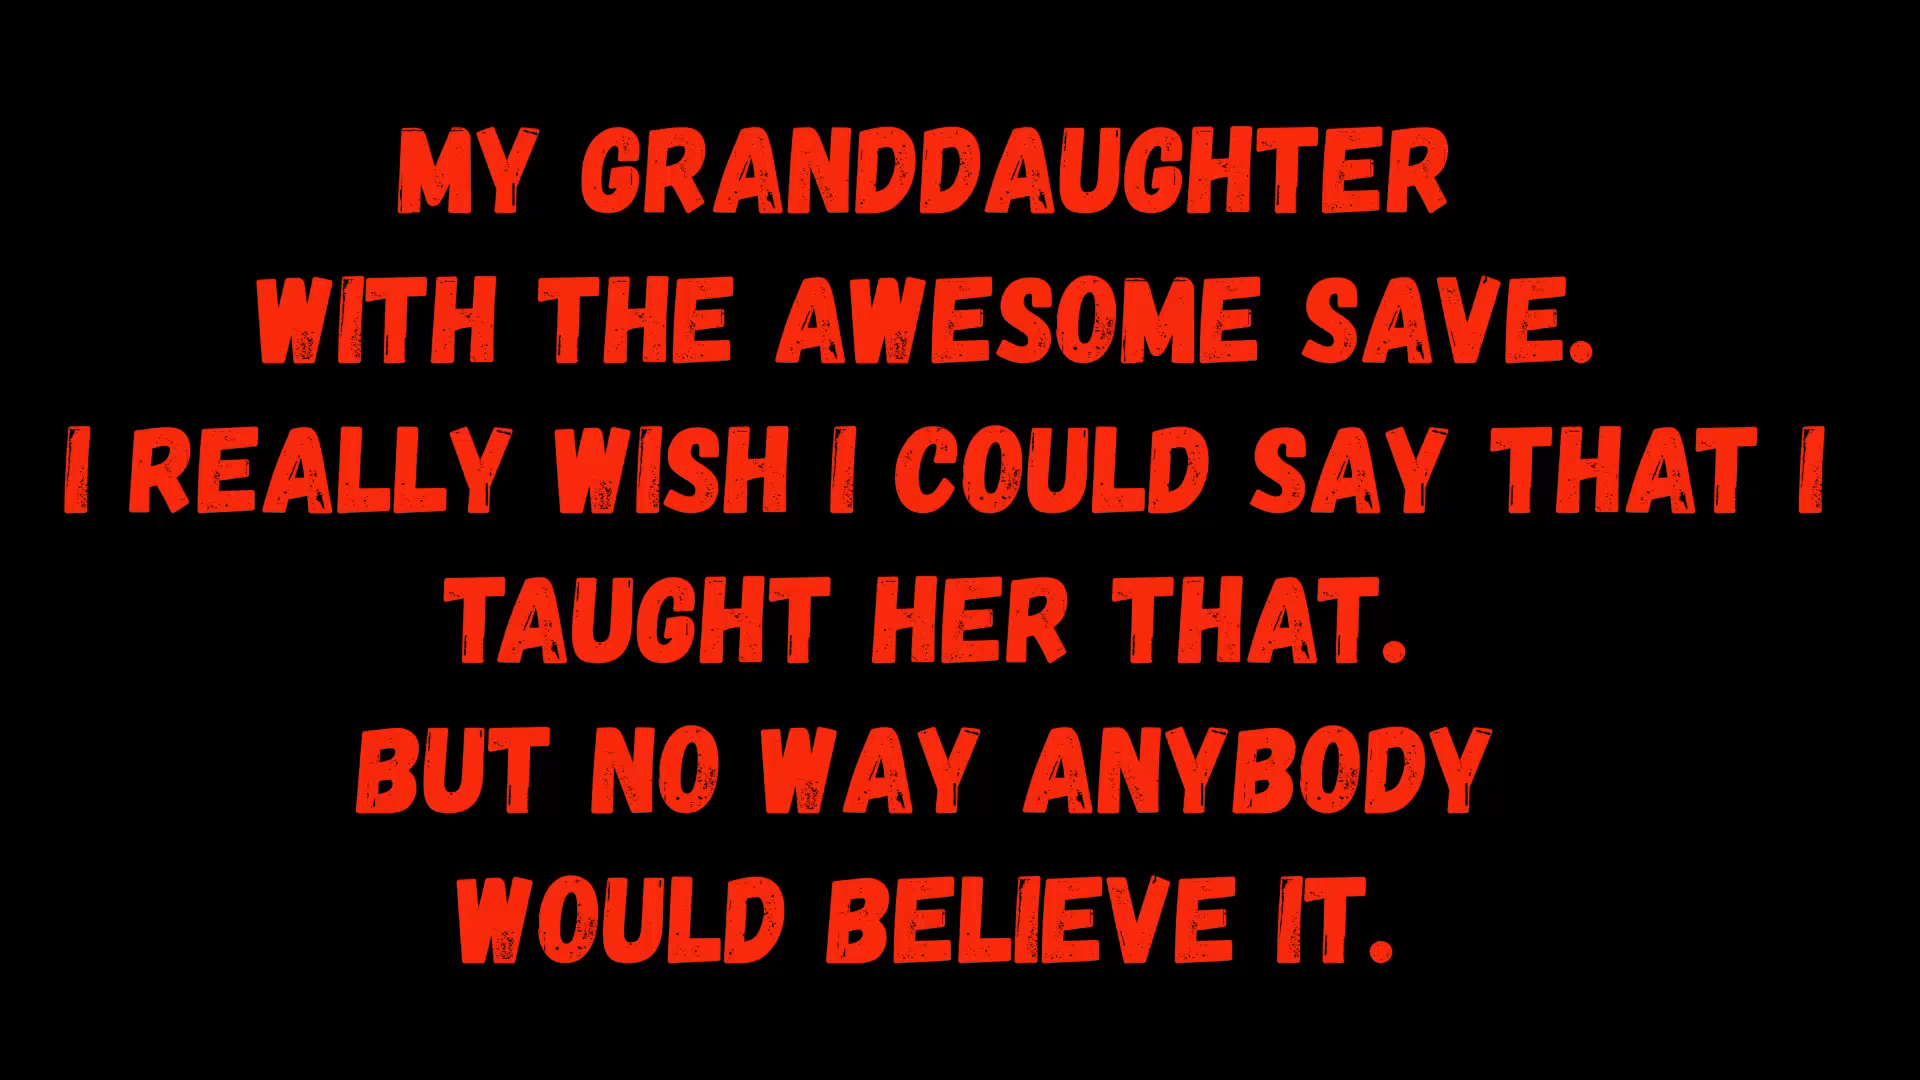 MY GRANDDAUGHTER
WITH THE AWESOME SAVE.
I REALLY WISH I COULD SAY THAT I
TAUGHT HER THAT.
BUT NO WAY ANYBODY
WOULD BELIEVE IT.